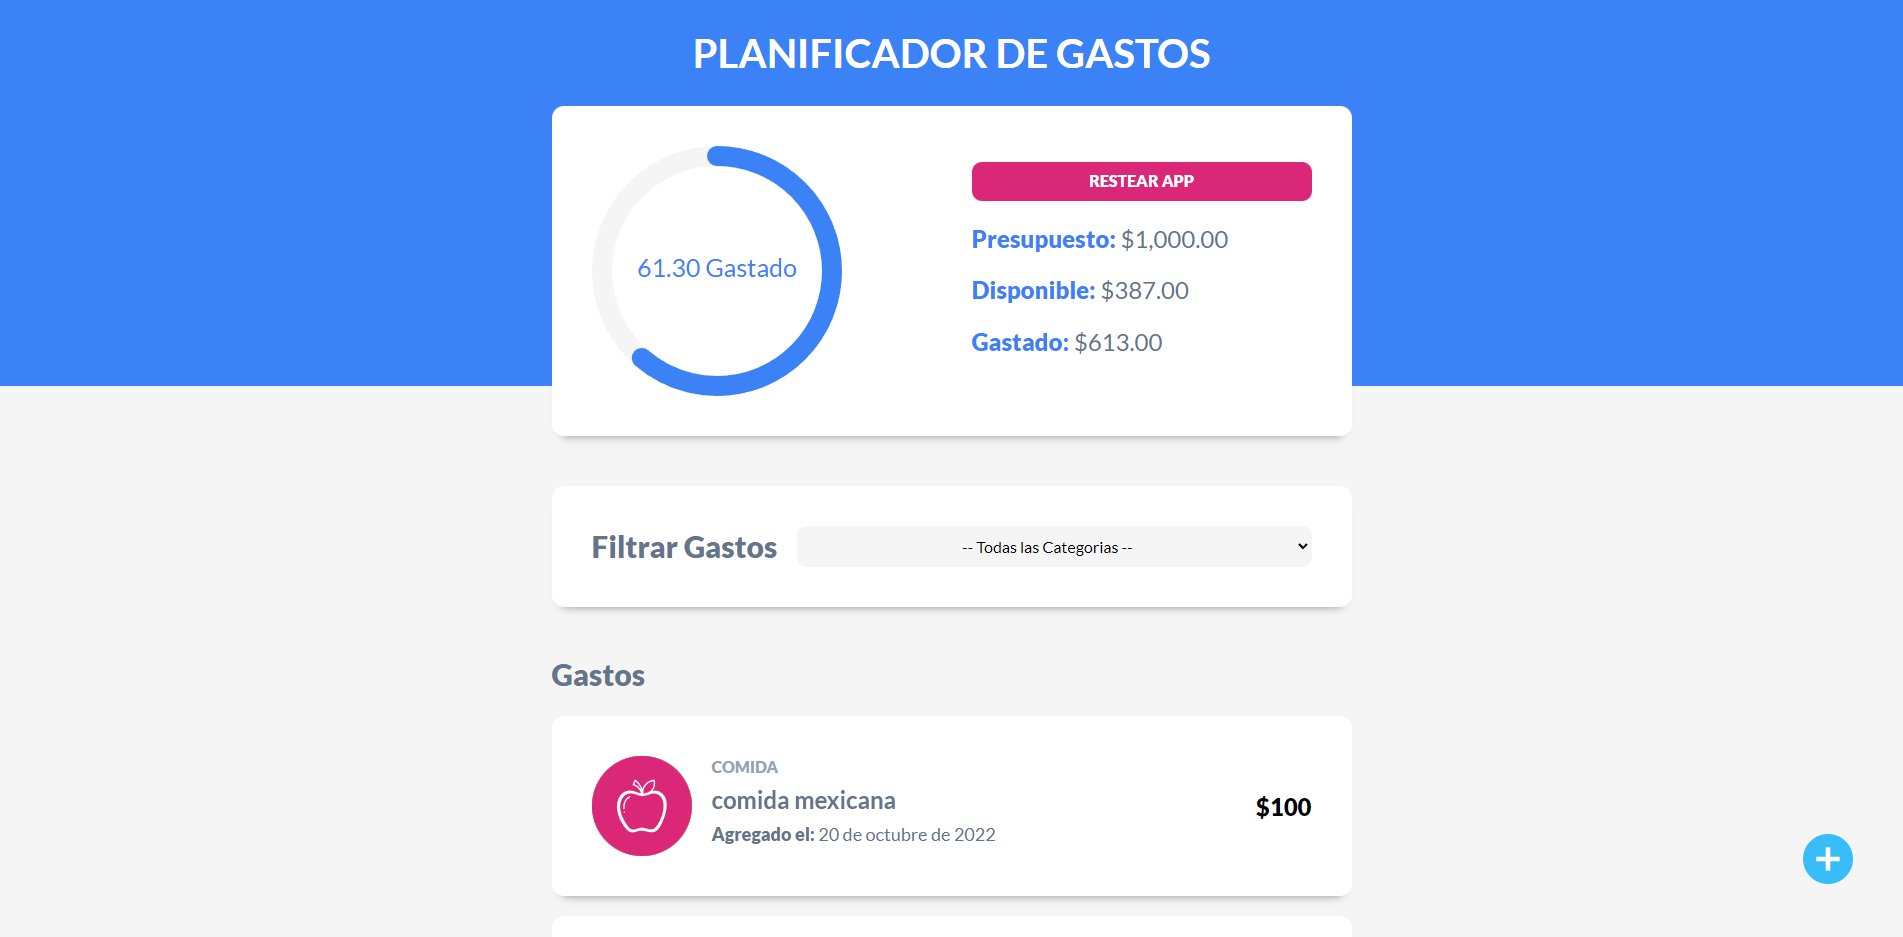 PLANIFICADOR DE GASTOS
61.30 Gastado
RESTEAR APP
Presupuesto: $1,000.00
Disponible: $387.00
Gastado: $613.00
Filtrar Gastos
-- Todas las Categorias --
Gastos
COMIDA
comida mexicana
Agregado el: 20 de octubre de 2022
$100